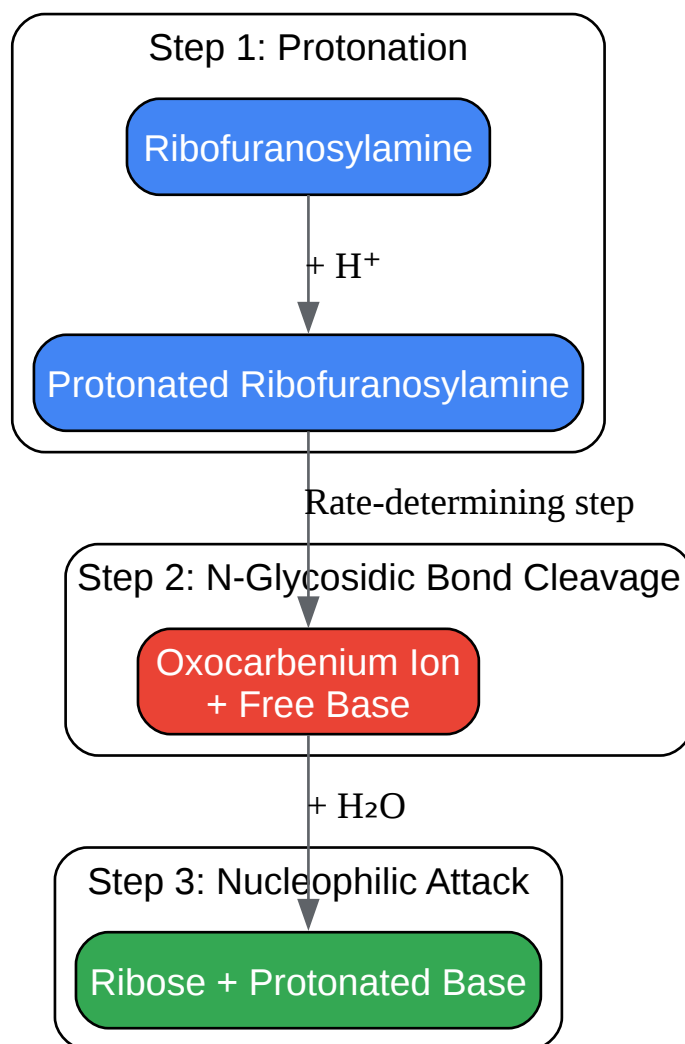 Step 1: Protonation
Ribofuranosylamine
+ H⁺
Protonated Ribofuranosylamine
Rate-determining step
Step 2: N-Glycosidic Bond Cleavage
Oxocarbenium Ion
+ Free Base
+ H₂O
Step 3: Nucleophilic Attack
Ribose + Protonated Base